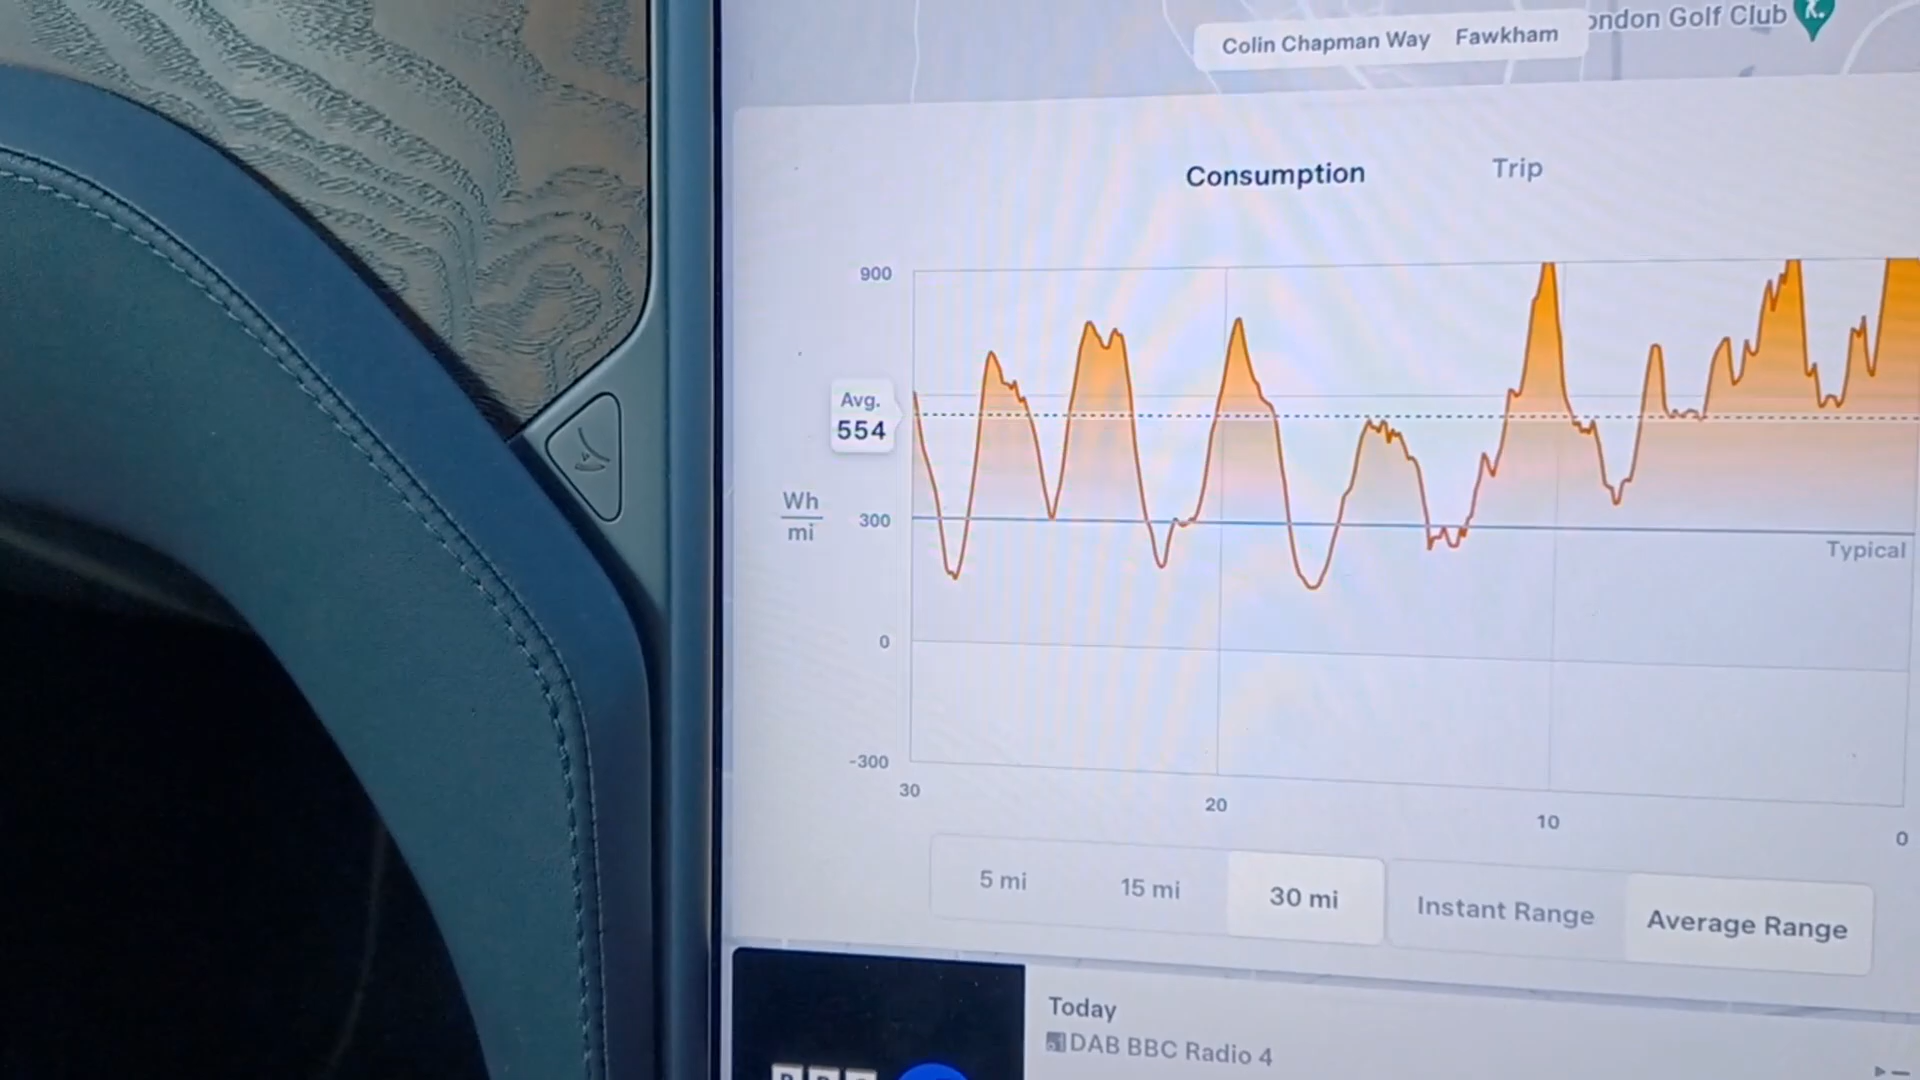 ondon Golf Club
Colin Chapman Way Fawkham
Consumption Trip
900
Avg.
554
Wh
mi
300
Typical
0
-300
30 20 10 0
5 mi 15 mi 30 mi Instant Range Average Range
Today
DAB BBC Radio 4
BBC